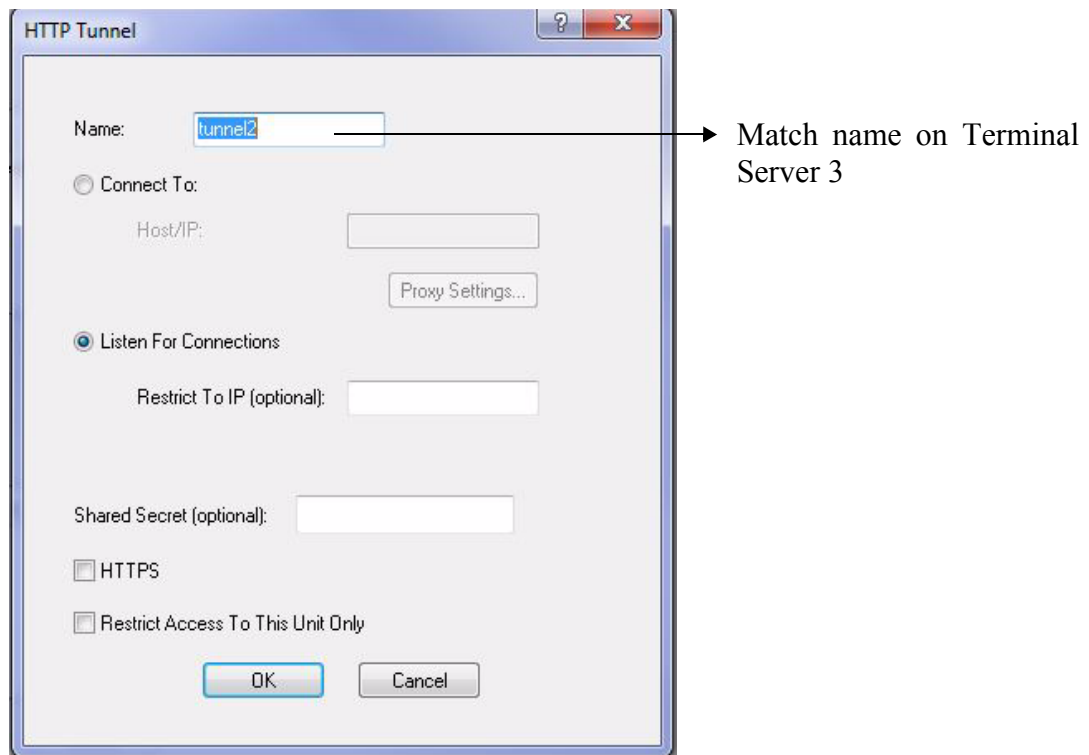 HTTP Tunnel
?
Name:
tunnel2
Match name on Terminal
Server 3
Connect To:
Host/IP:
Proxy Settings...
Listen For Connections
Restrict To IP (optional):
Shared Secret (optional):
HTTPS
Restrict Access To This Unit Only
OK
Cancel